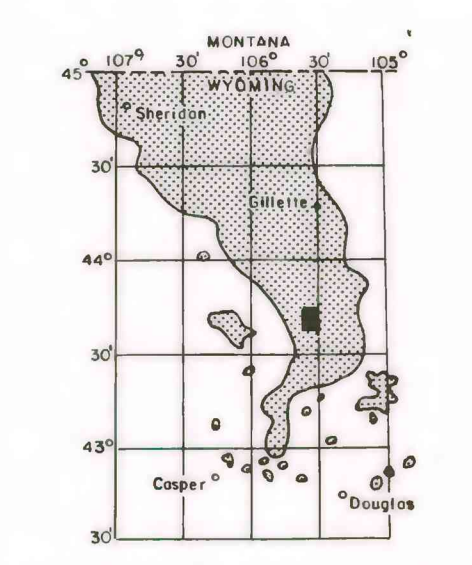 MONTANA
107° 30' 106° 30' 105°
45°
WYOMING
Sheridan
30'
Gillette
44°
30'
43°
Casper
Douglas
30'